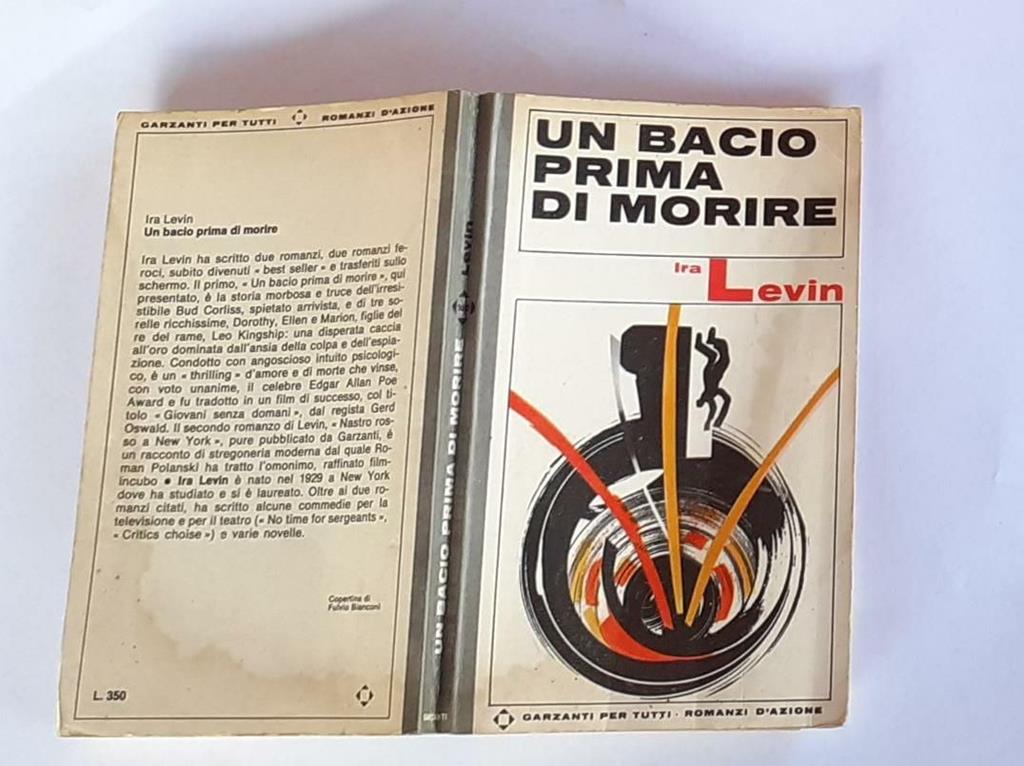 GARZANTI PER TUTTI ROMANZI D'AZIONE
Ira Levin
Un bacio prima di morire
Ira Levin ha scritto due romanzi, due romanzi fe-
roci, subito divenuti « best seller » e trasferiti sullo
schermo. Il primo, « Un bacio prima di morire », qui
presentato, è la storia morbosa e truce dell'irresi-
stibile Bud Corliss, spietato arrivista, e di tre so-
relle ricchissime, Dorothy, Ellen e Marion, figlie del
re del rame, Leo Kingship: una disperata caccia
all'oro dominata dall'ansia della colpa e dell'espia-
zione. Condotto con angoscioso intuito psicologi-
co, è un « thrilling » d'amore e di morte che vinse,
con voto unanime, il celebre Edgar Allan Poe
Award e fu tradotto in un film di successo, col ti-
tolo « Giovani senza domani », dal regista Gerd
Oswald. Il secondo romanzo di Levin, « Nastro ros-
so a New York », pure pubblicato da Garzanti, è
un racconto di stregoneria moderna dal quale Ro-
man Polanski ha tratto l'omonimo, raffinato film-
incubo ● Ira Levin è nato nel 1929 a New York
dove ha studiato e si è laureato. Oltre ai due ro-
manzi citati, ha scritto alcune commedie per la
televisione e per il teatro (« No time for sergeants »,
« Critics choise ») e varie novelle.
Copertina di
Fulvio Bianconi
L. 350
UN BACIO PRIMA DI MORIRE Levin
UN BACIO
PRIMA
DI MORIRE
Ira Levin
GARZANTI PER TUTTI · ROMANZI D'AZIONE